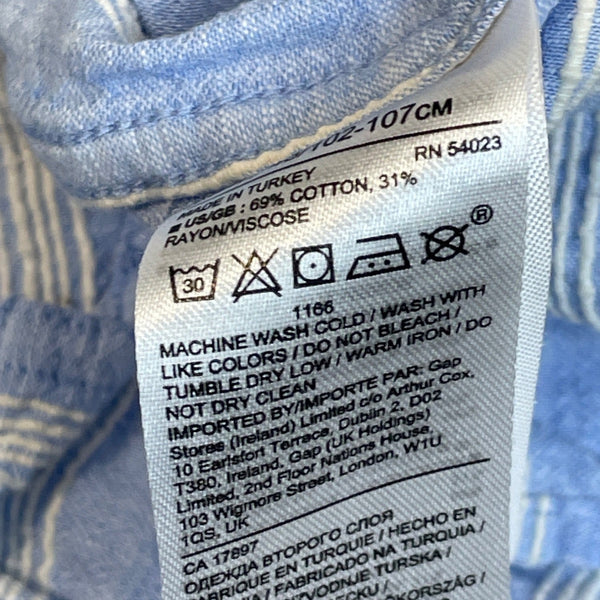 102-107CM
RN 54023
MADE IN TURKEY
US/GB : 69% COTTON, 31%
RAYON/VISCOSE
30
®
1166
MACHINE WASH COLD / WASH WITH
LIKE COLORS / DO NOT BLEACH /
TUMBLE DRY LOW / WARM IRON / DO
NOT DRY CLEAN
IMPORTED BY/IMPORTE PAR: Gap
Stores (Ireland) Limited c/o Arthur Cox,
10 Earlsfort Terrace, Dublin 2, D02
T380, Ireland, Gap (UK Holdings)
Limited, 2nd Floor Nations House,
103 Wigmore Street, London, W1U
1QS, UK
CA 17897
ОДЕЖДА ВТОРОГО СЛОЯ
FABRIQUE EN TURQUIE / HECHO EN
/ FABRICADO NA TURQUIA /
TURSKA /